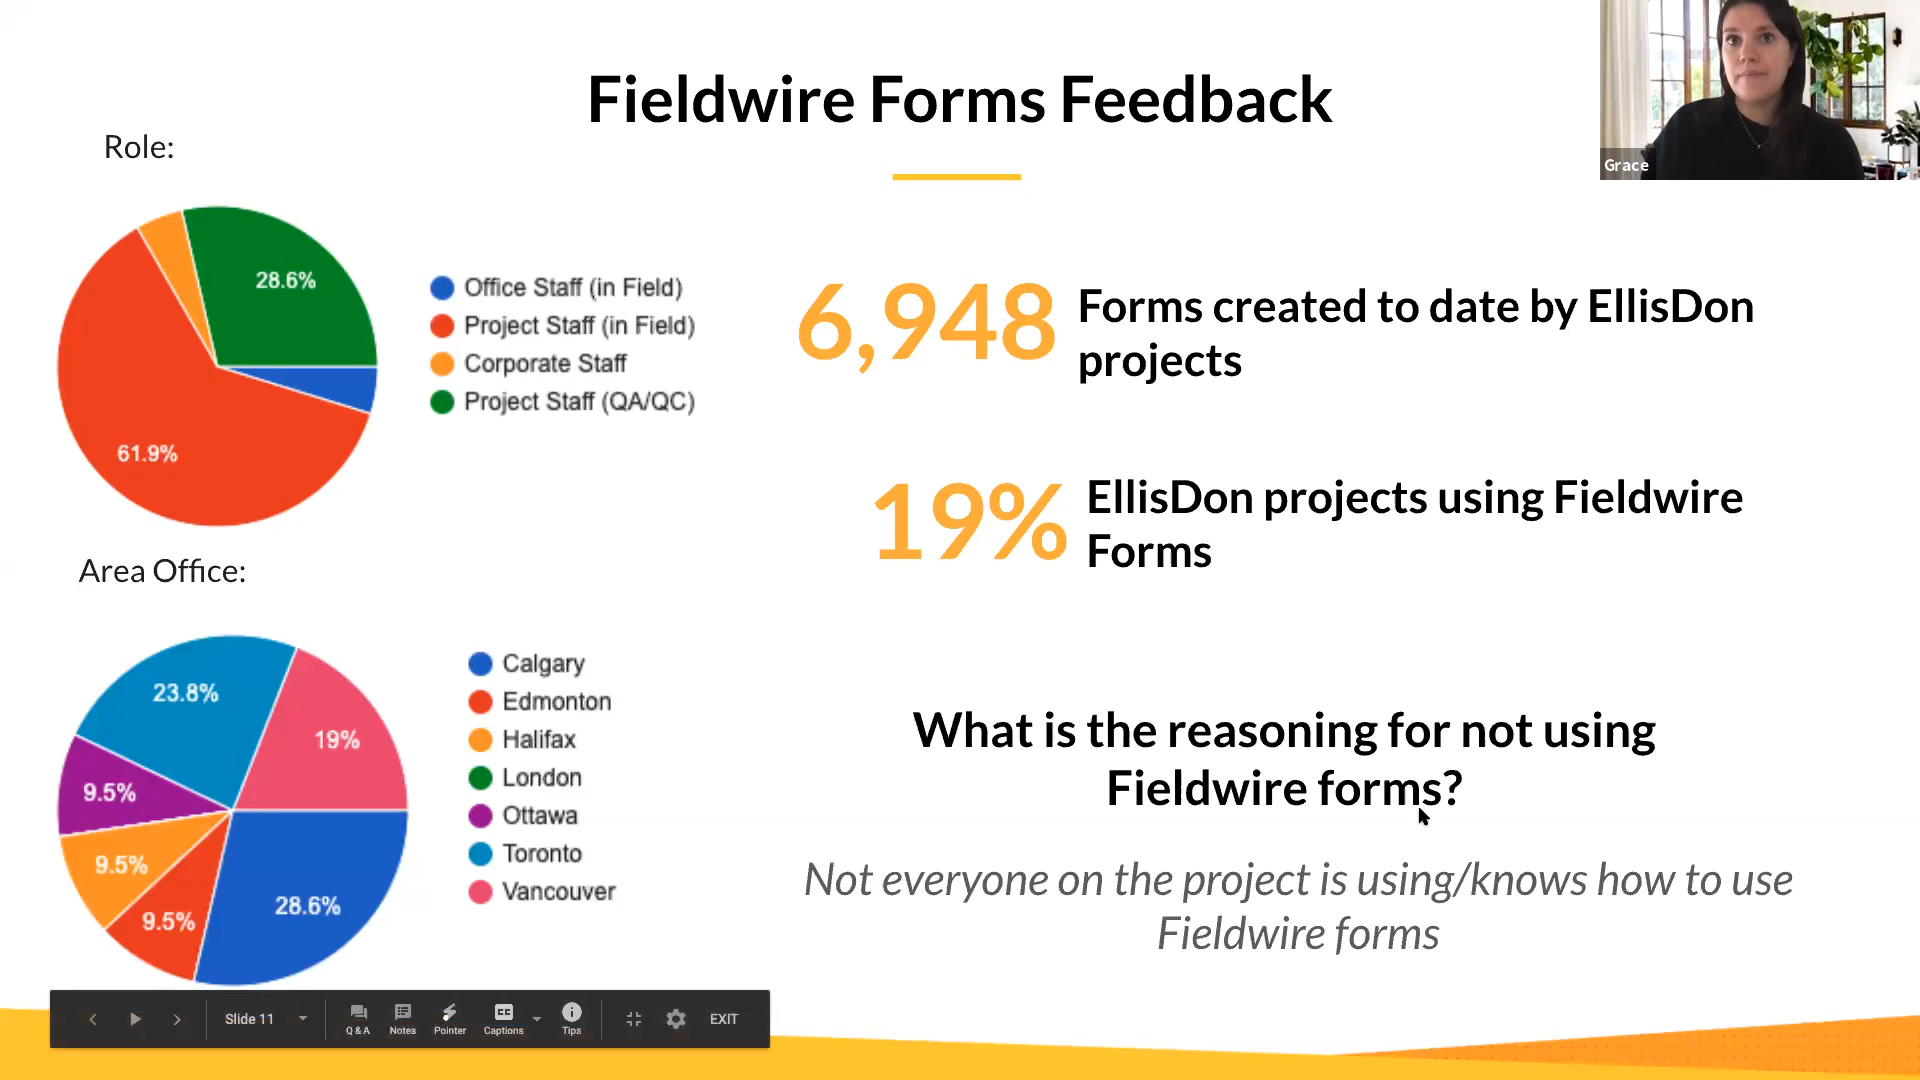 Fieldwire Forms Feedback
Grace
Role:
28.6%
61.9%
Office Staff (in Field)
Project Staff (in Field)
Corporate Staff
Project Staff (QA/QC)
6,948
Forms created to date by EllisDon
projects
19%
EllisDon projects using Fieldwire
Forms
Area Office:
23.8%
19%
9.5%
9.5%
9.5%
28.6%
Calgary
Edmonton
Halifax
London
Ottawa
Toronto
Vancouver
What is the reasoning for not using
Fieldwire forms?
Not everyone on the project is using/knows how to use
Fieldwire forms
Slide 11
Q & A
Notes
Pointer
CC
Captions
Tips
EXIT